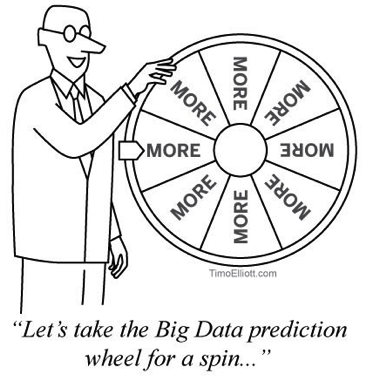 MORE
MORE
MORE
MORE
MORE
MORE
MORE
MORE
TimoElliott.com
“Let’s take the Big Data prediction
wheel for a spin...”